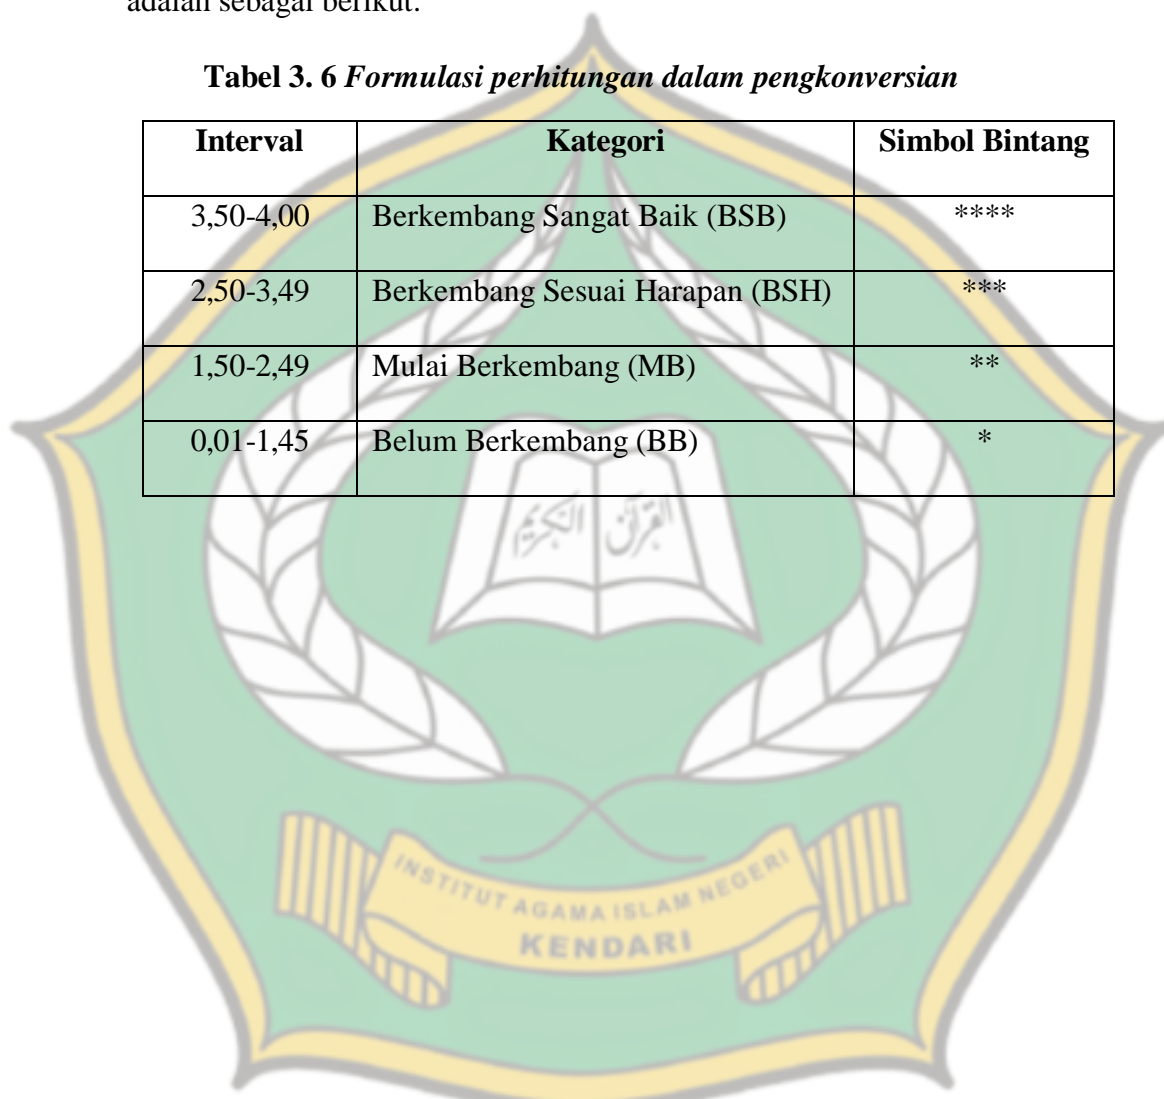 adalah sebagai berikut:
Tabel 3. 6 Formulasi perhitungan dalam pengkonversian
Interval Kategori Simbol Bintang
3,50-4,00 Berkembang Sangat Baik (BSB) ****
2,50-3,49 Berkembang Sesuai Harapan (BSH) ***
1,50-2,49 Mulai Berkembang (MB) **
0,01-1,45 Belum Berkembang (BB) *
القرآن الكريم
INSTITUT AGAMA ISLAM NEGERI
KENDARI